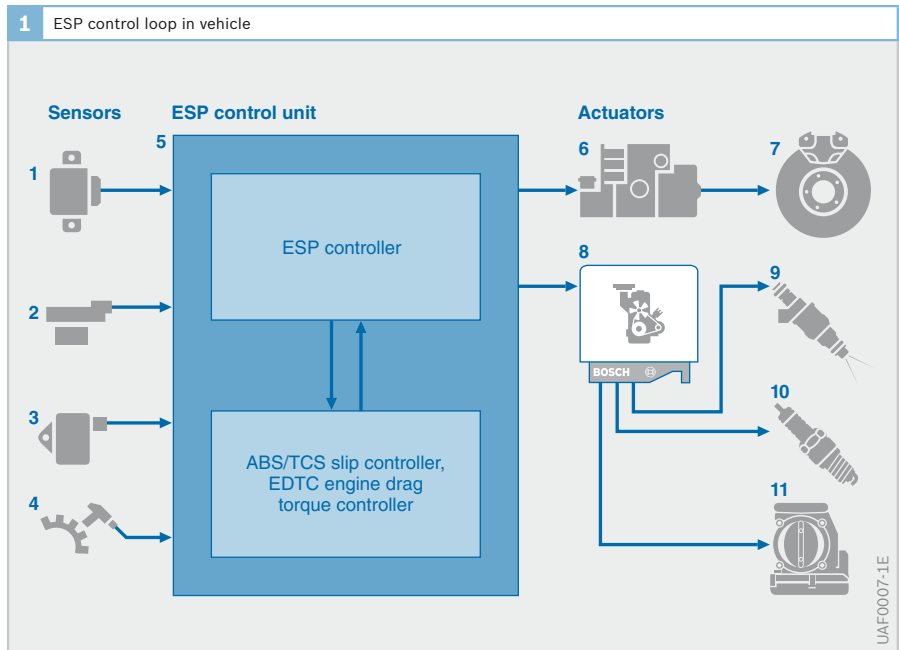 1 ESP control loop in vehicle
Sensors ESP control unit Actuators
1
2
3
4
5
ESP controller
ABS/TCS slip controller,
EDTC engine drag
torque controller
6
7
8
BOSCH
9
10
11
UAF0007-1E